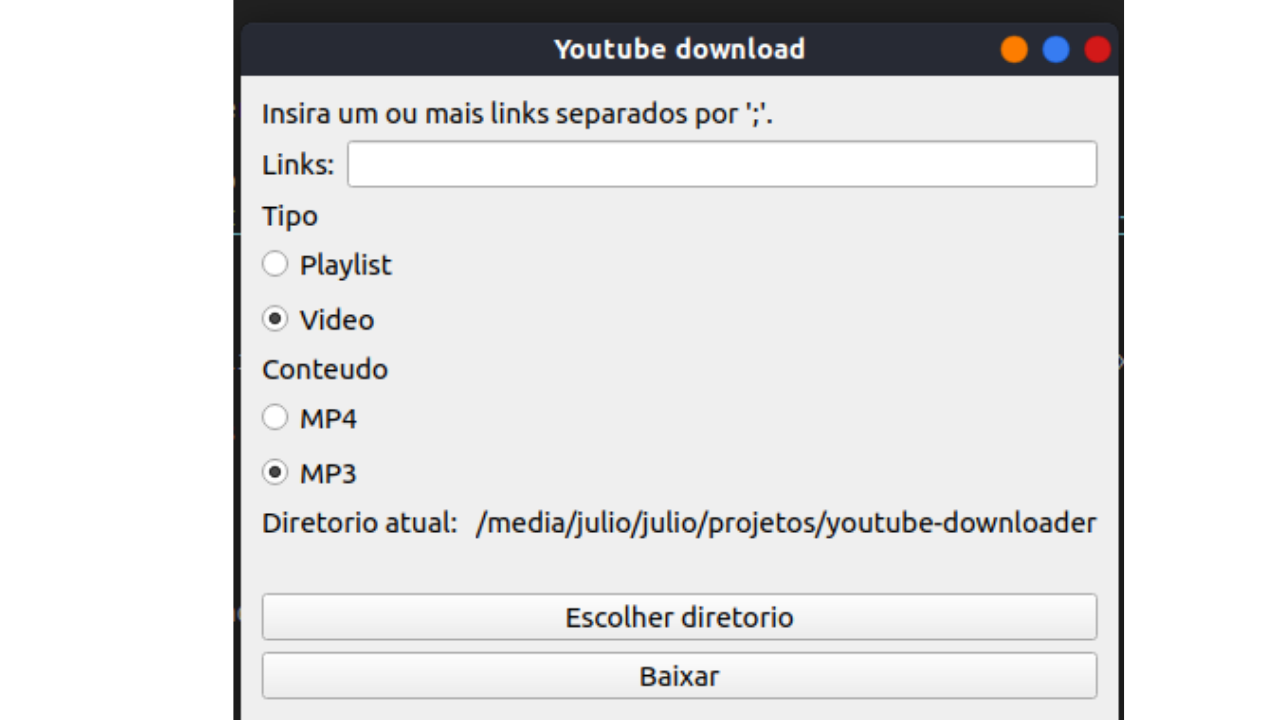 Youtube download
Insira um ou mais links separados por ';'.
Links:
Tipo
Playlist
Video
Conteudo
MP4
MP3
Diretorio atual: /media/julio/julio/projetos/youtube-downloader
Escolher diretorio
Baixar